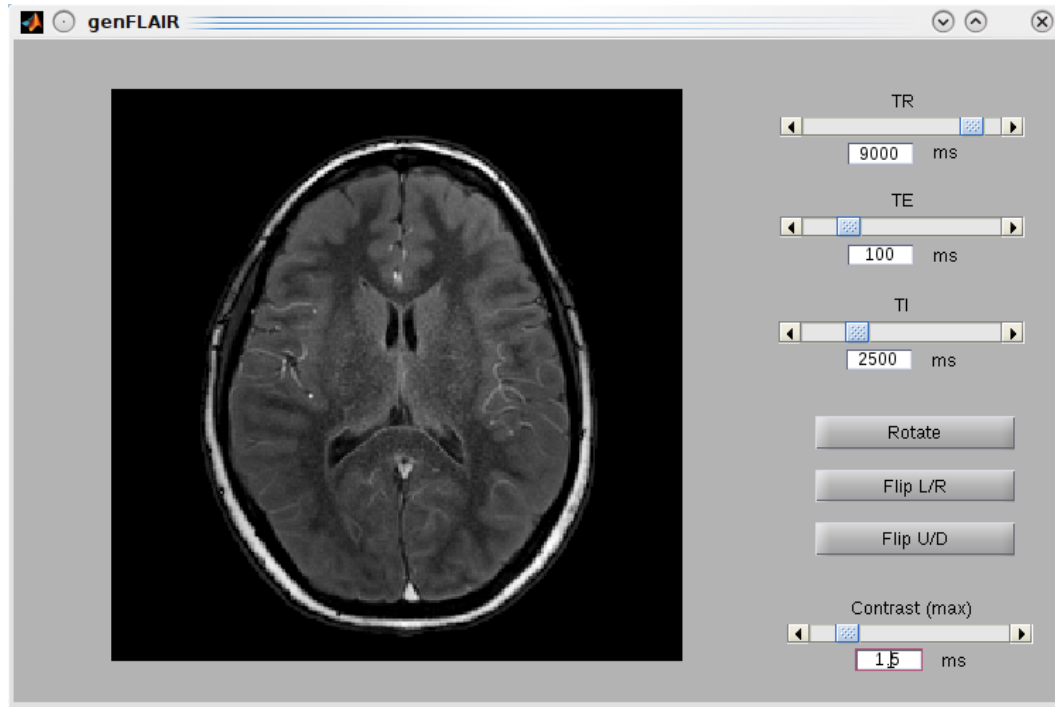 genFLAIR
TR
9000 ms
TE
100 ms
TI
2500 ms
Rotate
Flip L/R
Flip U/D
Contrast (max)
1.5 ms